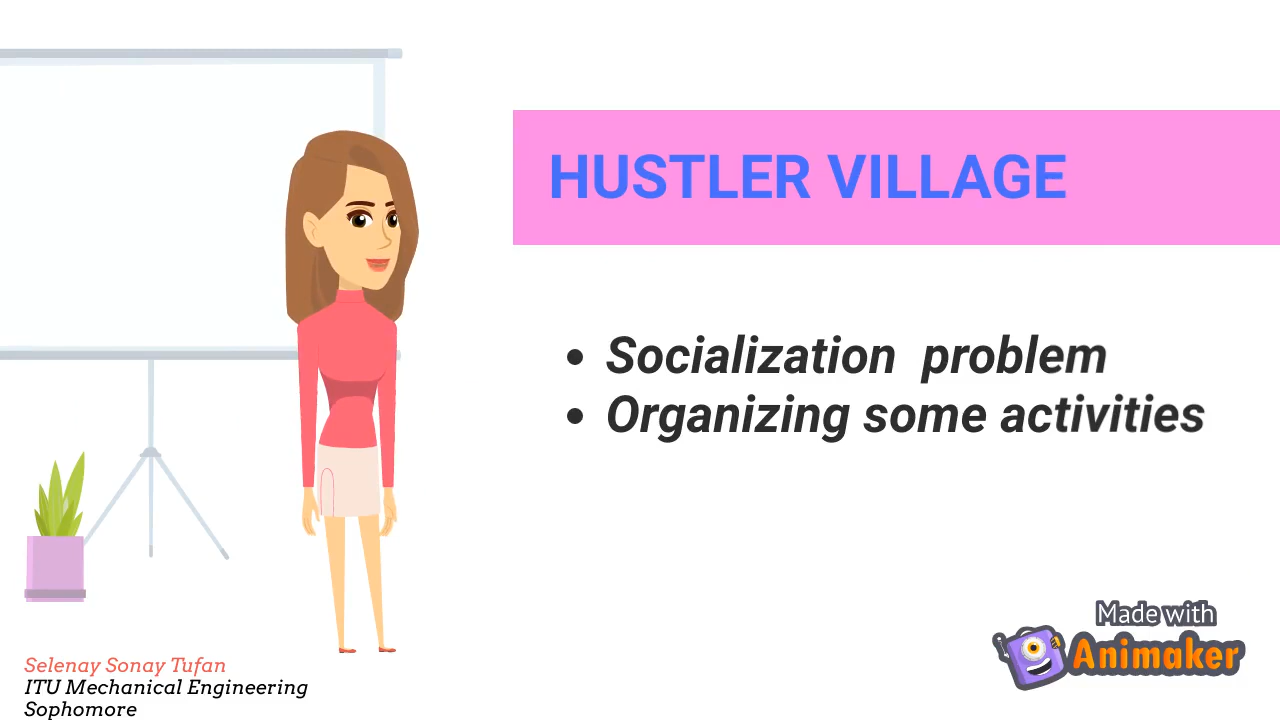 HUSTLER VILLAGE
• Socialization problem
• Organizing some activities
Made with
Animaker
Selenay Sonay Tufan
ITU Mechanical Engineering
Sophomore